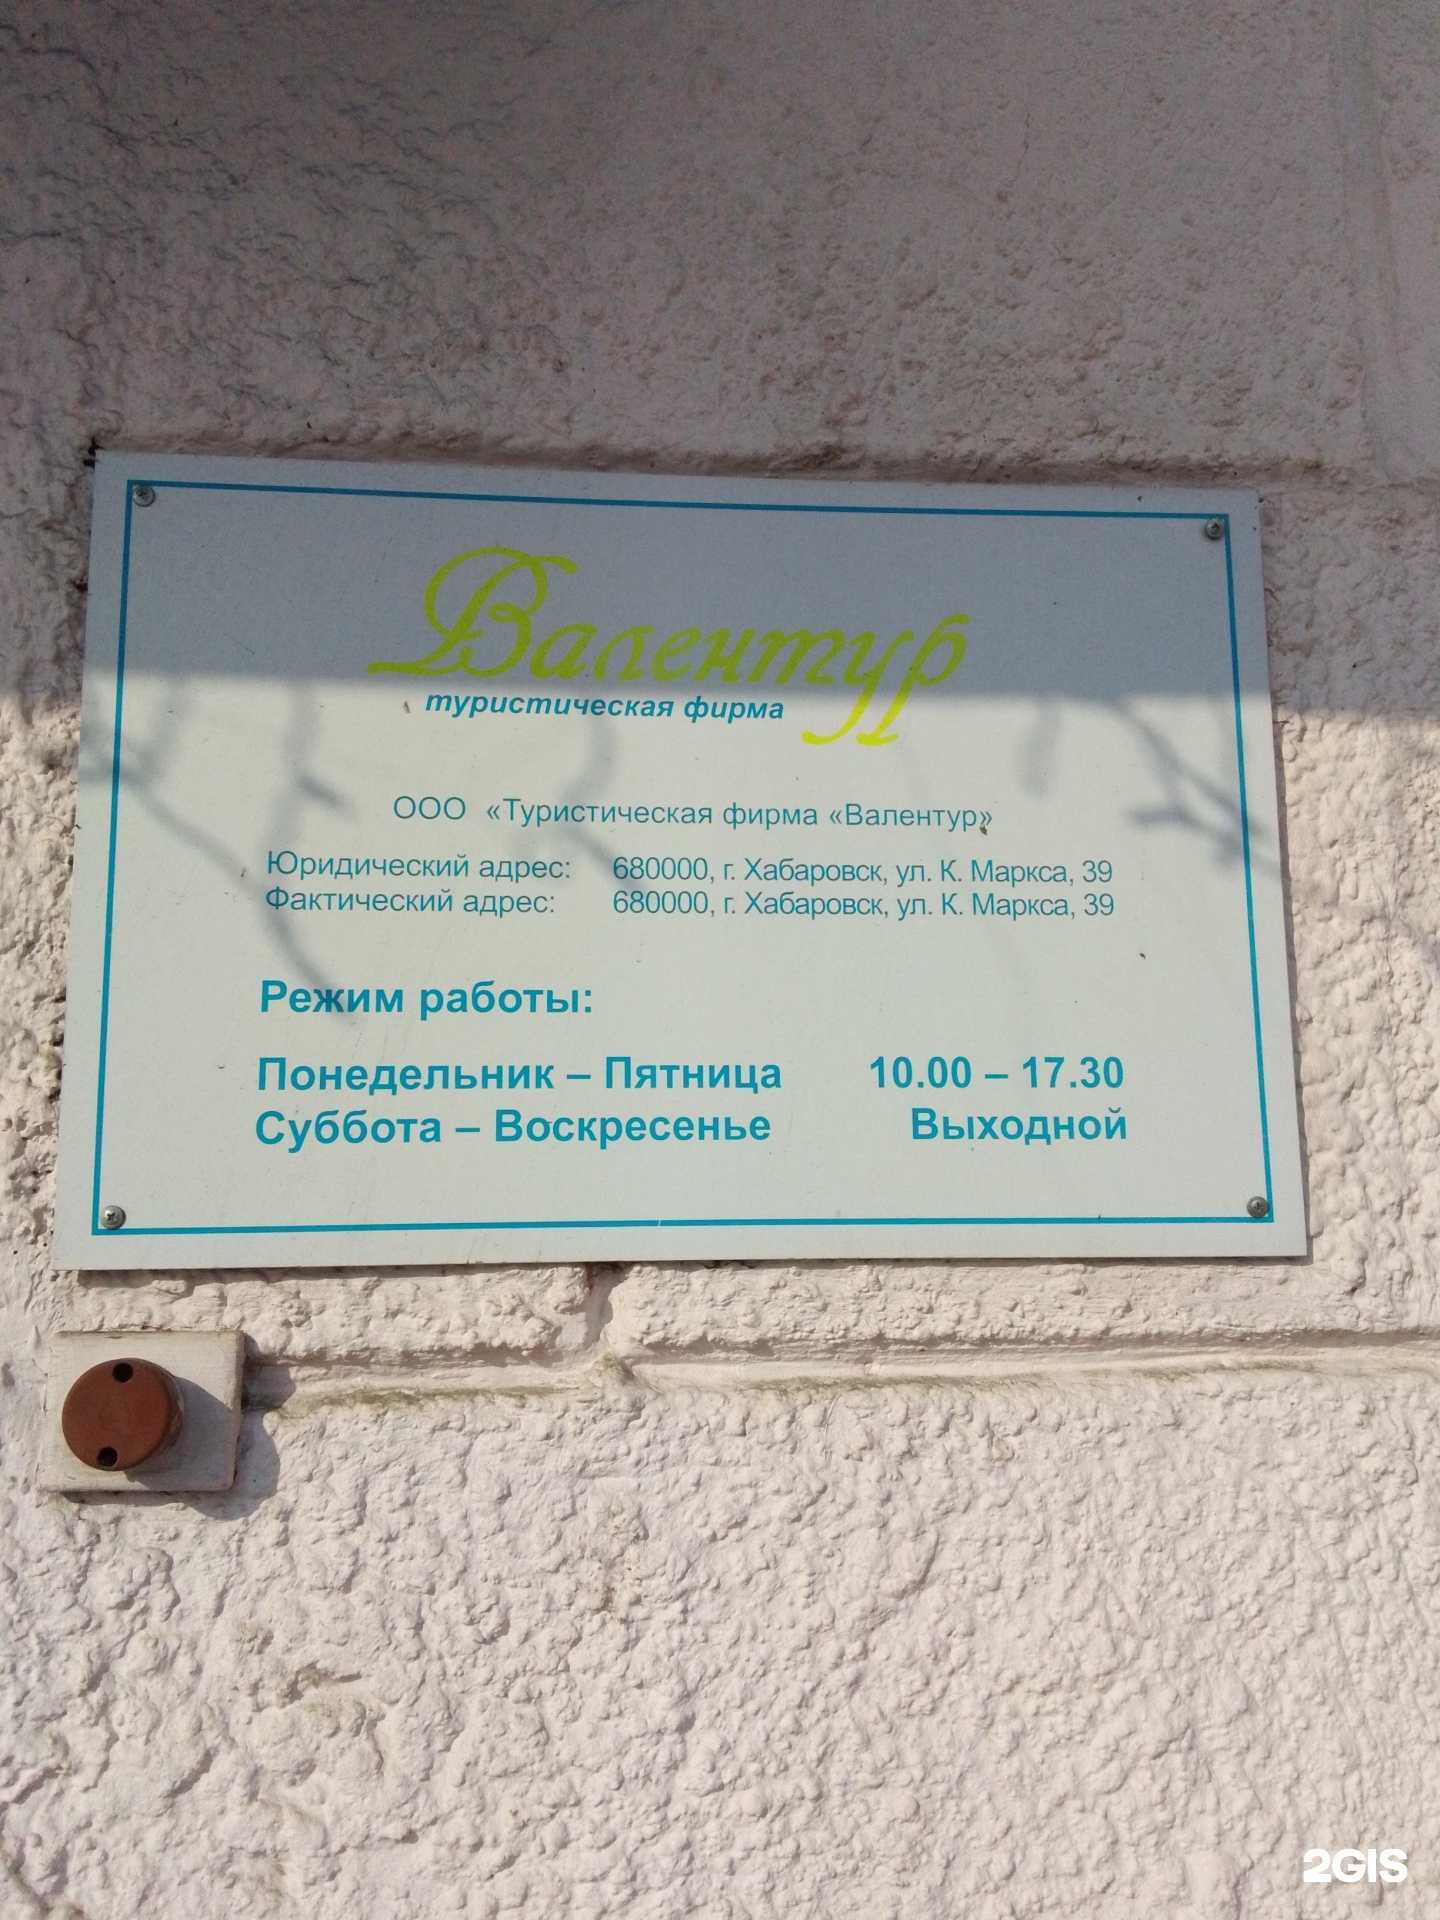 Валентур
туристическая фирма
ООО «Туристическая фирма «Валентур»
Юридический адрес: 680000, г. Хабаровск, ул. К. Маркса, 39
Фактический адрес: 680000, г. Хабаровск, ул. К. Маркса, 39
Режим работы:
Понедельник – Пятница 10.00 – 17.30
Суббота – Воскресенье Выходной
2GIS